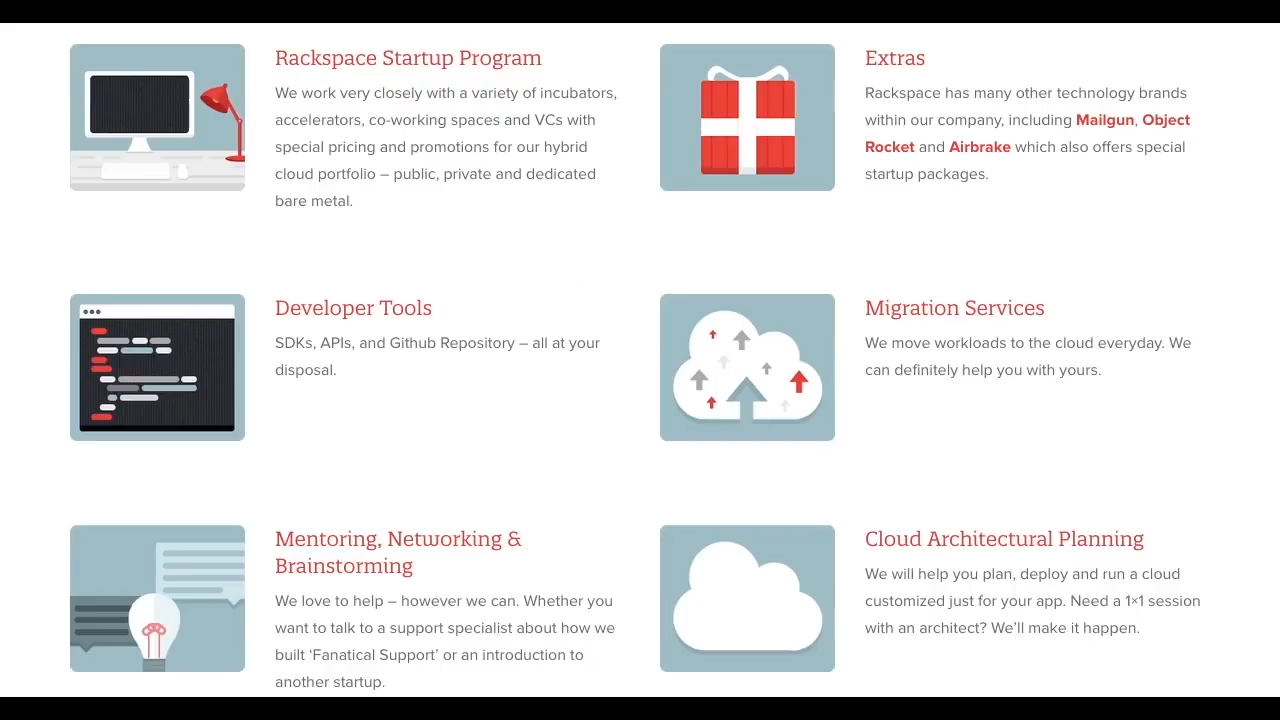 Rackspace Startup Program
We work very closely with a variety of incubators,
accelerators, co-working spaces and VCs with
special pricing and promotions for our hybrid
cloud portfolio – public, private and dedicated
bare metal.
Extras
Rackspace has many other technology brands
within our company, including Mailgun, Object
Rocket and Airbrake which also offers special
startup packages.
Developer Tools
SDKs, APIs, and Github Repository – all at your
disposal.
Migration Services
We move workloads to the cloud everyday. We
can definitely help you with yours.
Mentoring, Networking &
Brainstorming
We love to help – however we can. Whether you
want to talk to a support specialist about how we
built ‘Fanatical Support’ or an introduction to
another startup.
Cloud Architectural Planning
We will help you plan, deploy and run a cloud
customized just for your app. Need a 1×1 session
with an architect? We’ll make it happen.